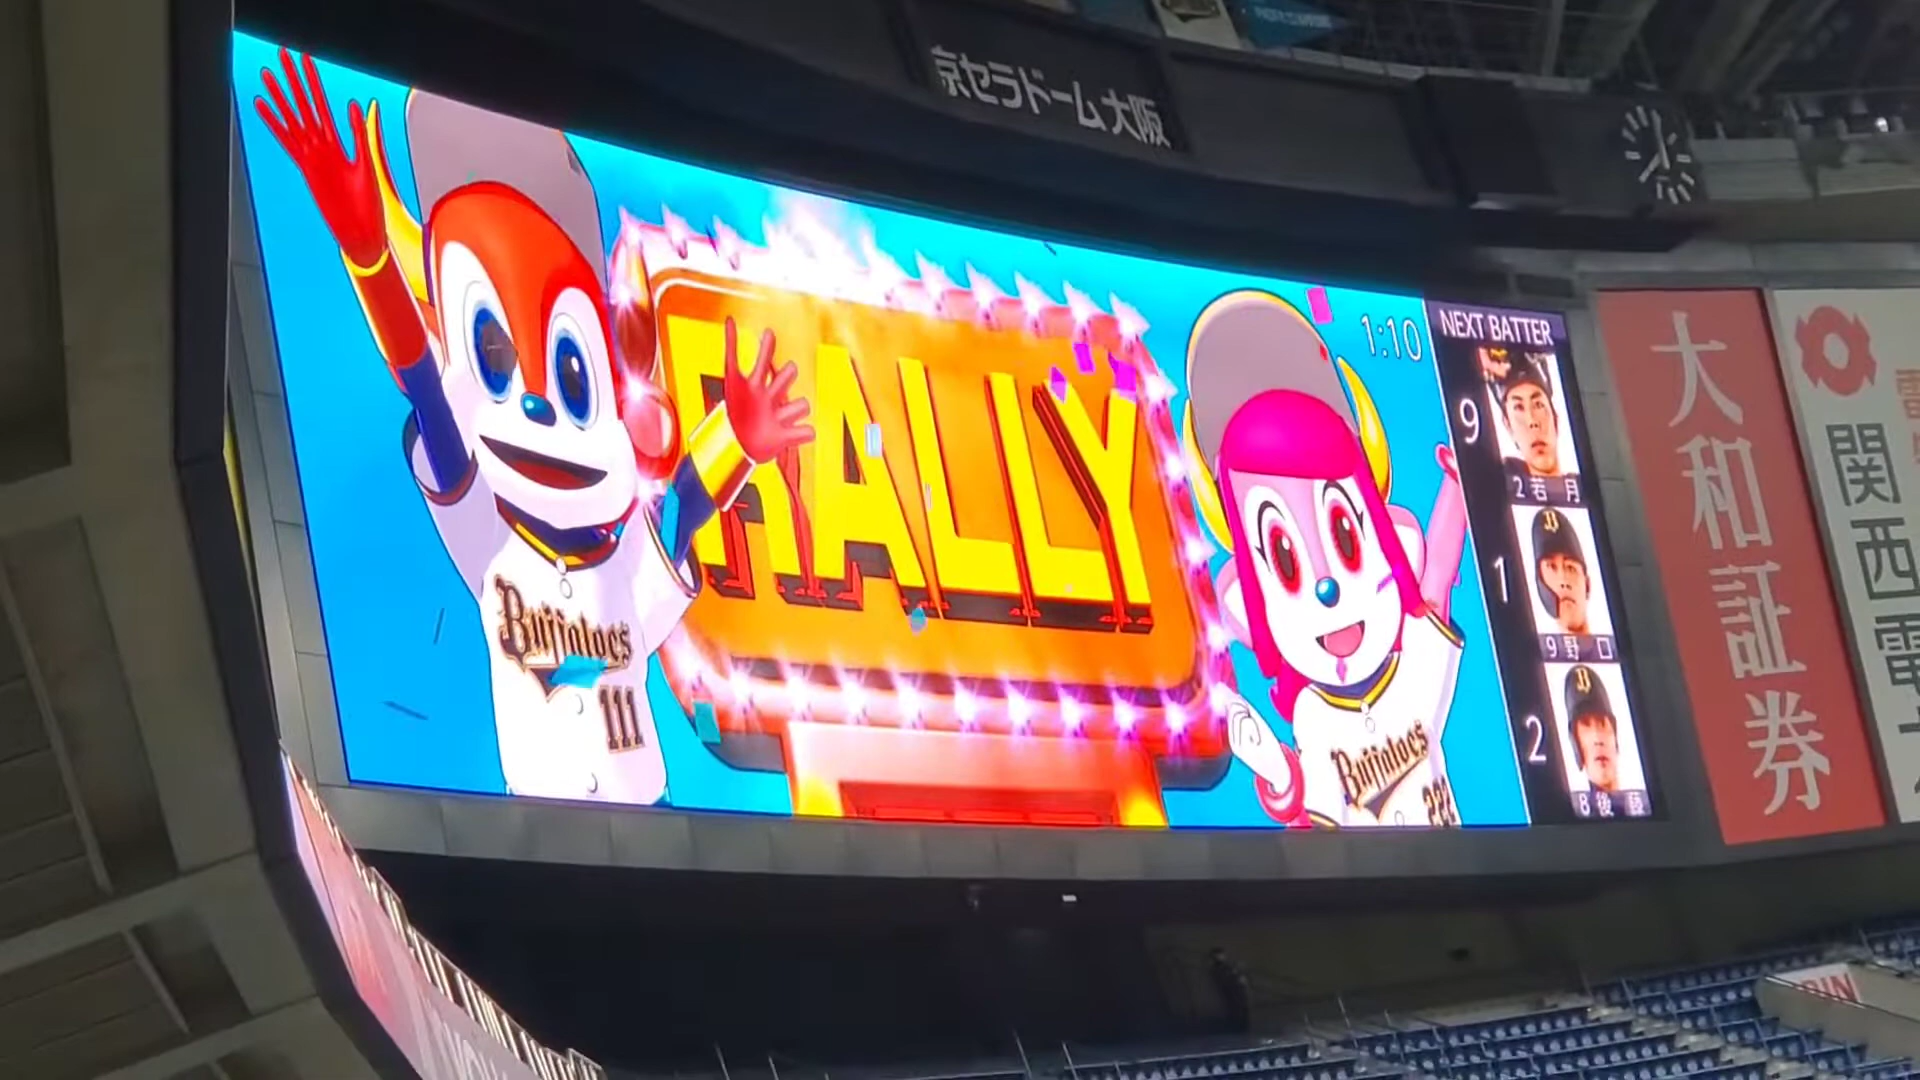 京セラドーム大阪
RALLY
1:10
NEXT BATTER
9
2 若 月
1
9 野 口
2
8 後 藤
Buffaloes
111
Buffaloes
222
大和証券
関西電